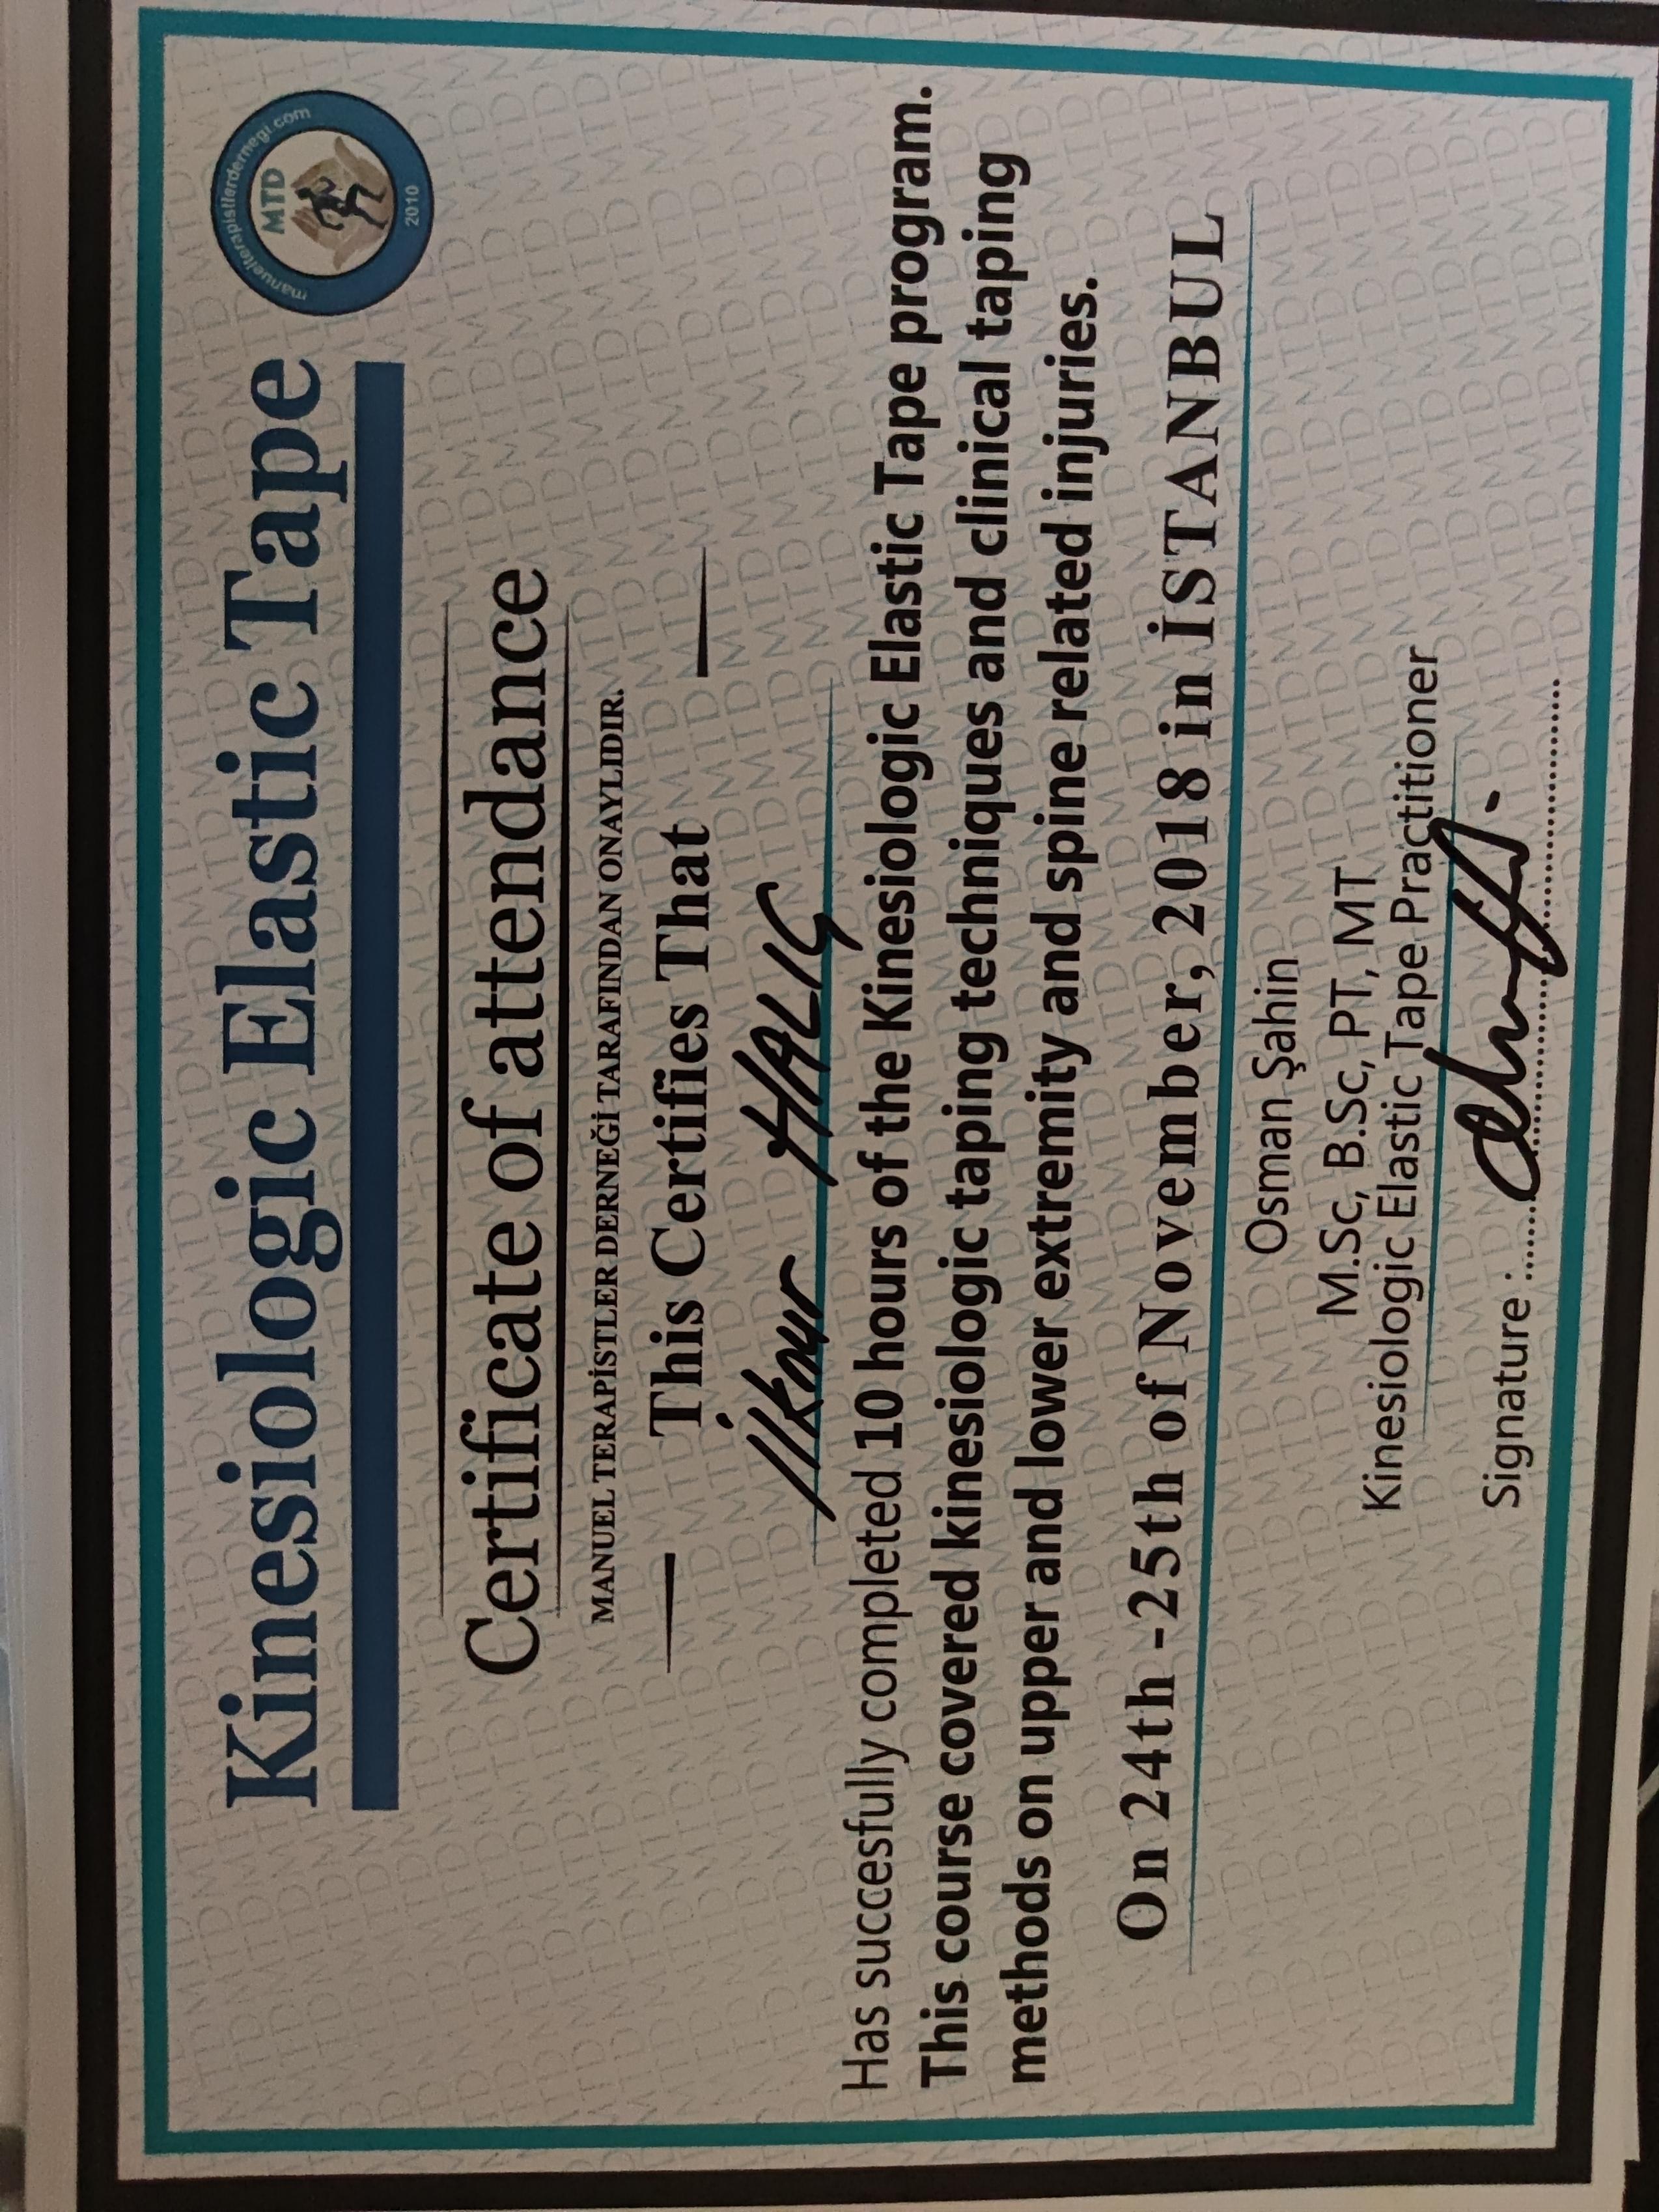 Kinesiologic Elastic Tape
manuelterapistlerdernegi.com
MTD
2010
Certificate of attendance
MANUEL TERAPİSTLER DERNEĞİ TARAFINDAN ONAYLIDIR.
This Certifies That
İlknur HALIÇ
Has succesfully completed 10 hours of the Kinesiologic Elastic Tape program.
This course covered kinesiologic taping techniques and clinical taping
methods on upper and lower extremity and spine related injuries.
On 24th -25th of November, 2018 in İSTANBUL
Osman Şahin
M.Sc, B.Sc, PT, MT
Kinesiologic Elastic Tape Practitioner
Signature :